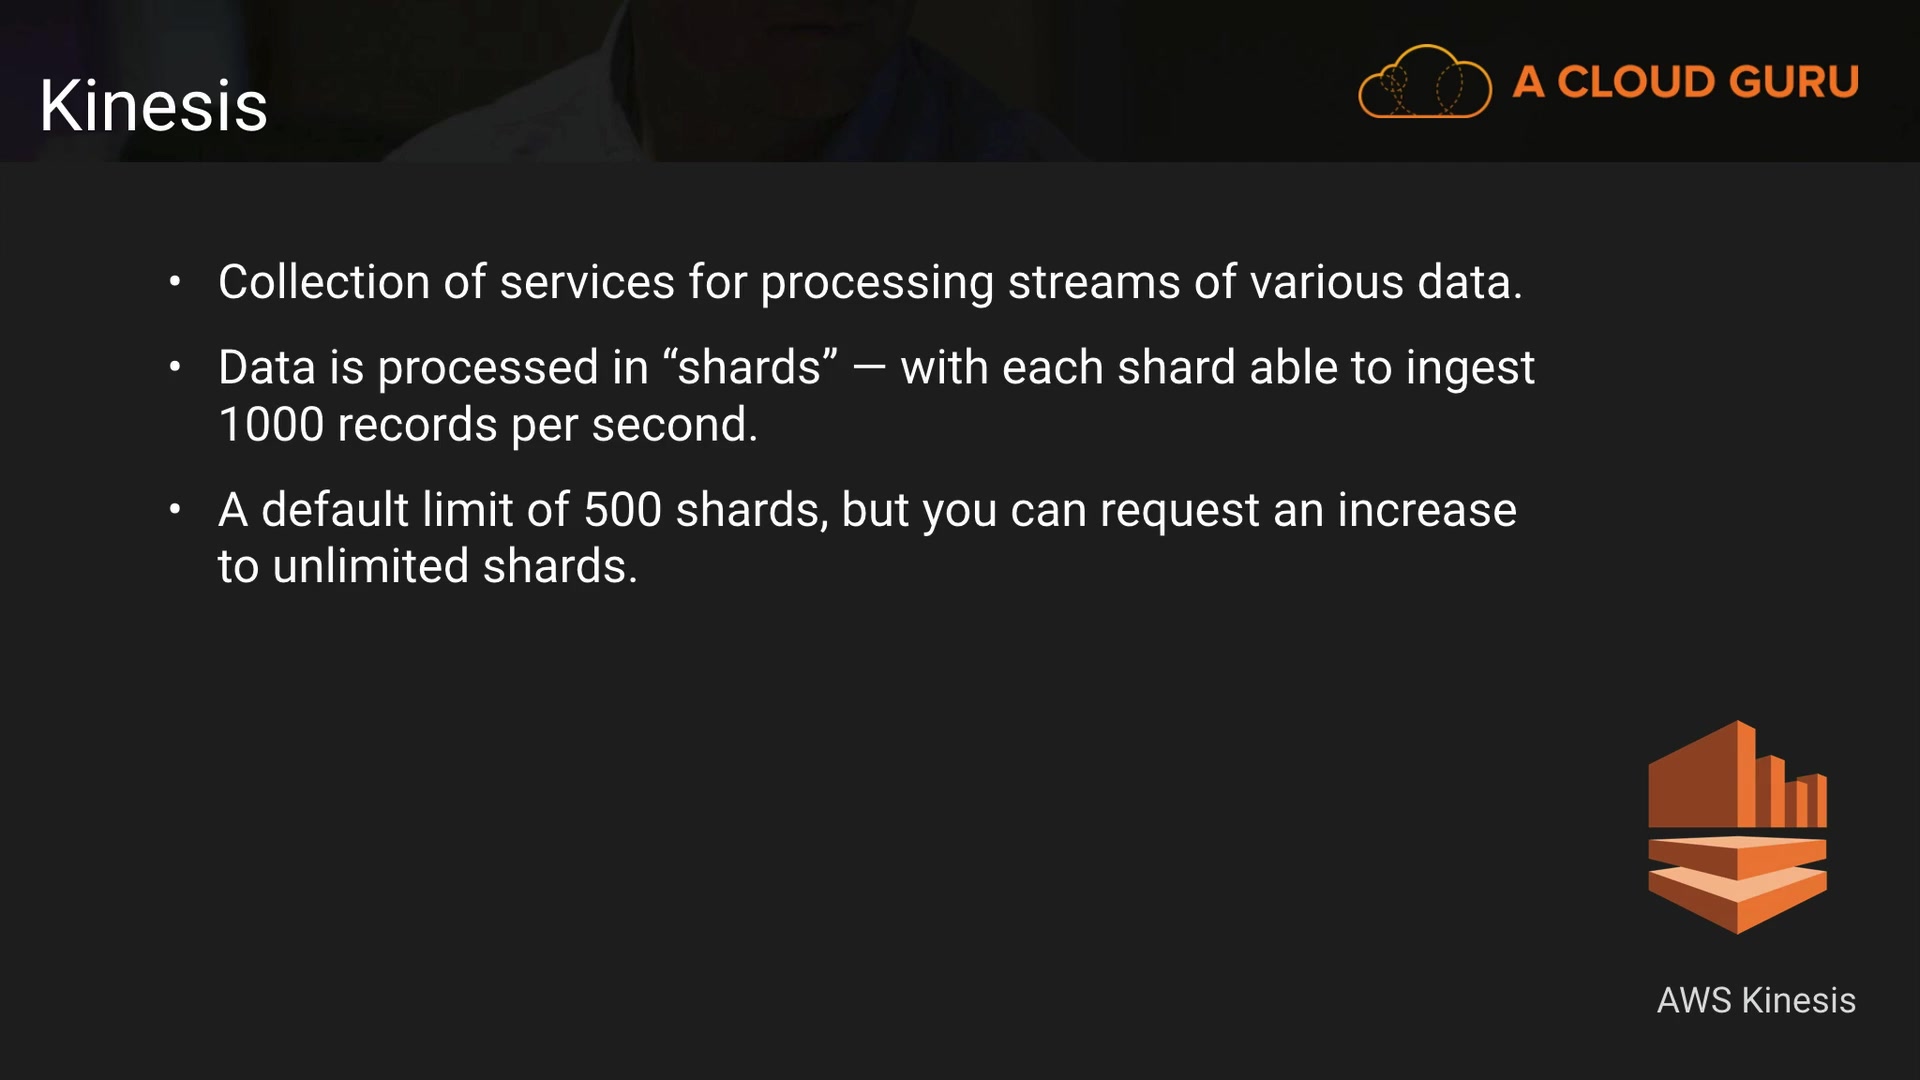 Kinesis
A CLOUD GURU
• Collection of services for processing streams of various data.
• Data is processed in “shards” — with each shard able to ingest
1000 records per second.
• A default limit of 500 shards, but you can request an increase
to unlimited shards.
AWS Kinesis